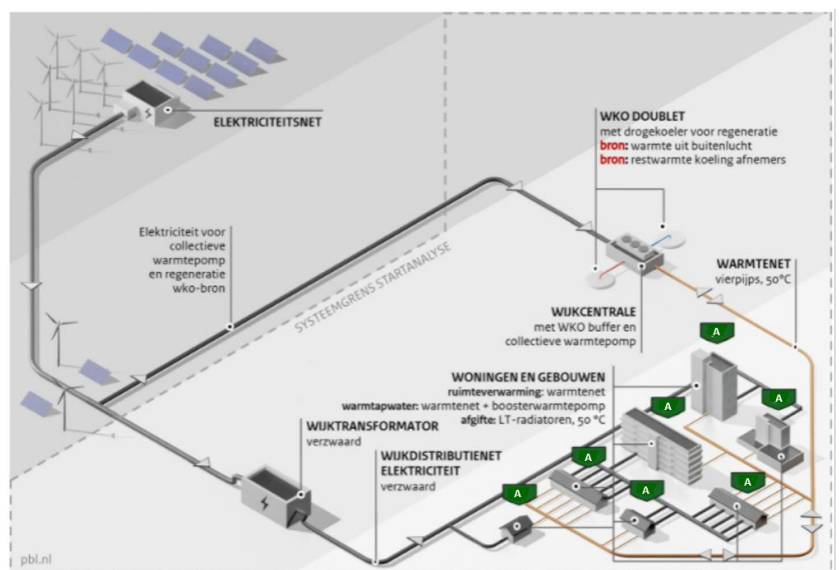 ELEKTRICITEITSNET
WKO DOUBLET
met drogekoeler voor regeneratie
bron: warmte uit buitenlucht
bron: restwarmte koeling afnemers
Elektriciteit voor
collectieve
warmtepomp
en regeneratie
wko-bron
SYSTEEMGRENS STARTANALYSE
WARMTENET
vierpijps, 50°C
WIJKCENTRALE
met WKO buffer en
collectieve warmtepomp
A
WONINGEN EN GEBOUWEN
ruimteverwarming: warmtenet
warmtapwater: warmtenet + boosterwarmtepomp
afgifte: LT-radiatoren, 50 °C
A
A
WIJKTRANSFORMATOR
verzwaard
WIJKDISTRIBUTIENET
ELEKTRICITEIT
verzwaard
A
A
A
A
pbl.nl